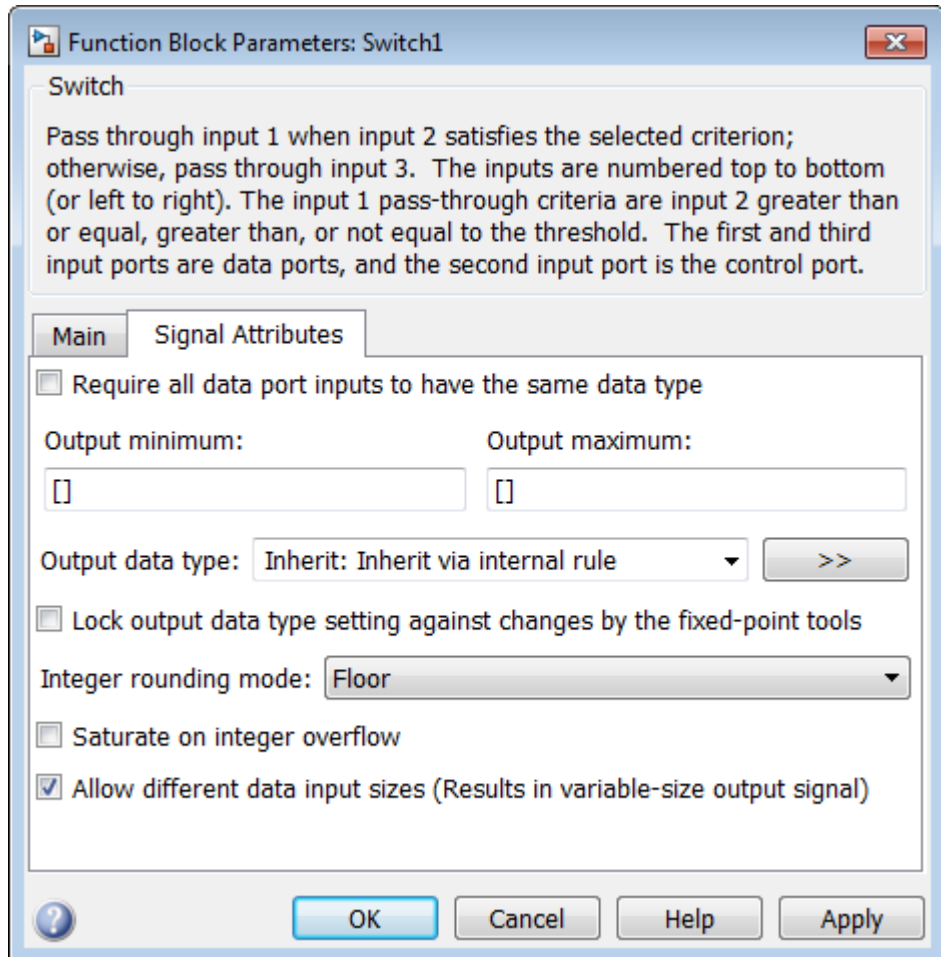 Function Block Parameters: Switch1
Switch
Pass through input 1 when input 2 satisfies the selected criterion;
otherwise, pass through input 3.  The inputs are numbered top to bottom
(or left to right). The input 1 pass-through criteria are input 2 greater than
or equal, greater than, or not equal to the threshold.  The first and third
input ports are data ports, and the second input port is the control port.
Main
Signal Attributes
Require all data port inputs to have the same data type
Output minimum:
Output maximum:
[]
[]
Output data type:
Inherit: Inherit via internal rule
>>
Lock output data type setting against changes by the fixed-point tools
Integer rounding mode:
Floor
Saturate on integer overflow
Allow different data input sizes (Results in variable-size output signal)
?
OK
Cancel
Help
Apply